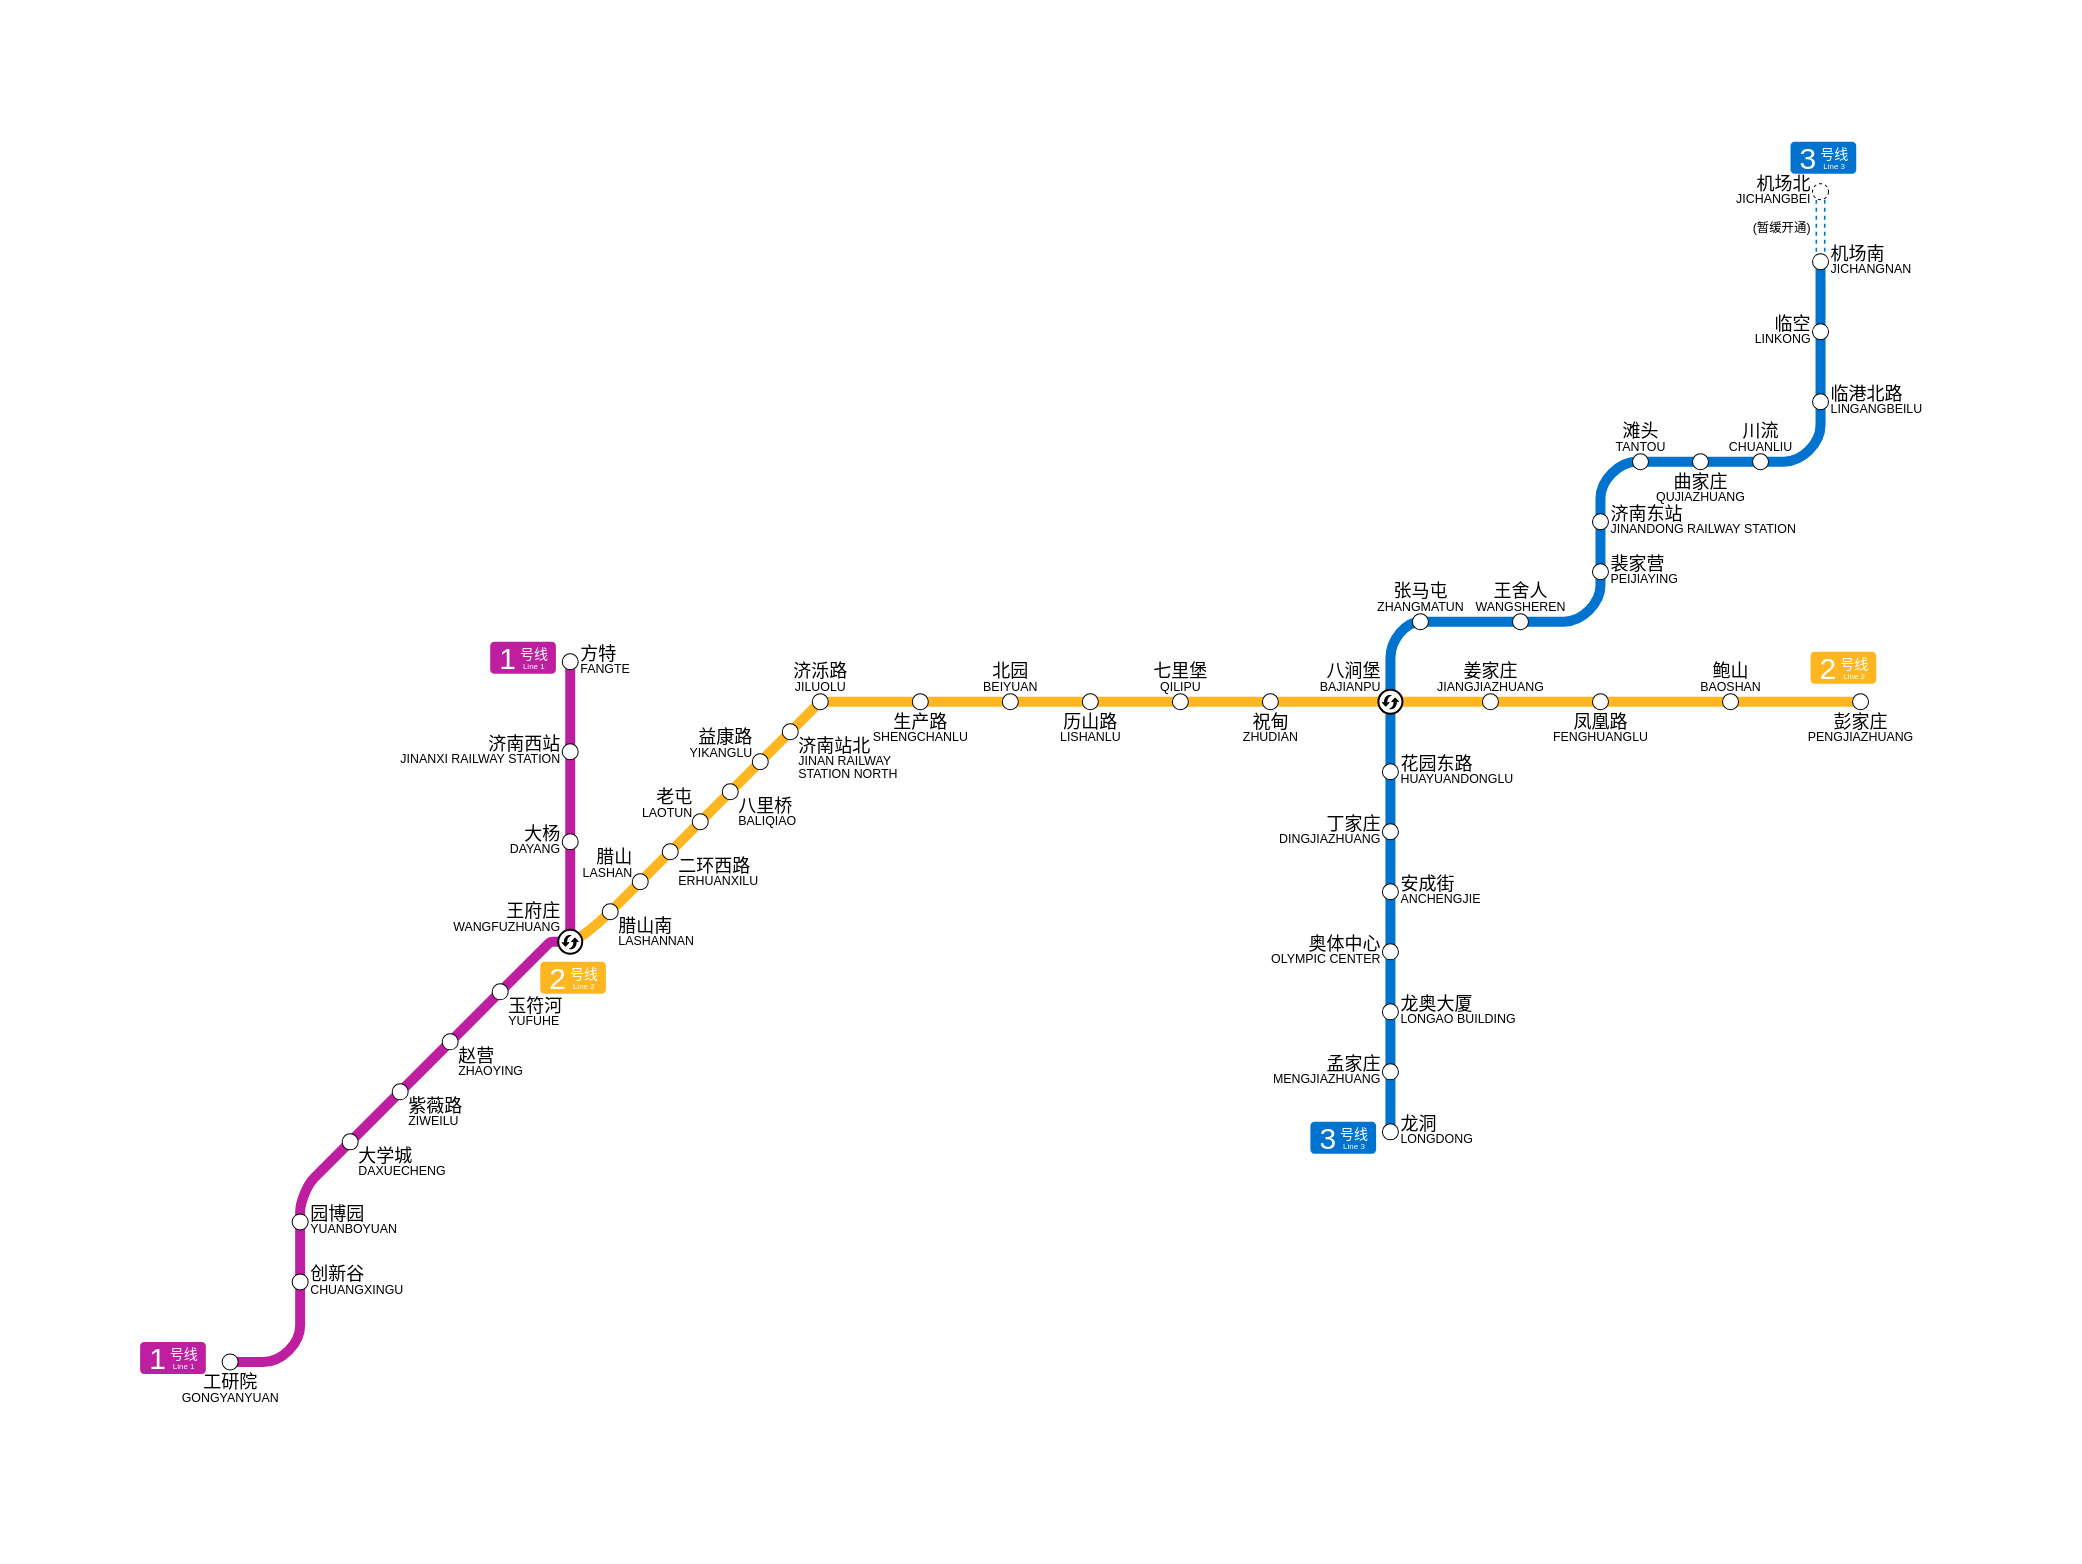 3 号线
Line 3
机场北
JICHANGBEI
(暂缓开通)
机场南
JICHANGNAN
临空
LINKONG
临港北路
LINGANGBEILU
滩头
TANTOU
川流
CHUANLIU
曲家庄
QUJIAZHUANG
济南东站
JINANDONG RAILWAY STATION
裴家营
PEIJIAYING
张马屯
ZHANGMATUN
王舍人
WANGSHEREN
1 号线
Line 1
方特
FANGTE
济南西站
JINANXI RAILWAY STATION
大杨
DAYANG
王府庄
WANGFUZHUANG
2 号线
Line 2
腊山南
LASHANNAN
腊山
LASHAN
二环西路
ERHUANXILU
老屯
LAOTUN
八里桥
BALIQIAO
益康路
YIKANGLU
济南站北
JINAN RAILWAY
STATION NORTH
济泺路
JILUOLU
生产路
SHENGCHANLU
北园
BEIYUAN
历山路
LISHANLU
七里堡
QILIPU
祝甸
ZHUDIAN
八涧堡
BAJIANPU
姜家庄
JIANGJIAZHUANG
凤凰路
FENGHUANGLU
鲍山
BAOSHAN
2 号线
Line 2
彭家庄
PENGJIAZHUANG
花园东路
HUAYUANDONGLU
丁家庄
DINGJIAZHUANG
安成街
ANCHENGJIE
奥体中心
OLYMPIC CENTER
龙奥大厦
LONGAO BUILDING
孟家庄
MENGJIAZHUANG
龙洞
LONGDONG
3 号线
Line 3
玉符河
YUFUHE
赵营
ZHAOYING
紫薇路
ZIWEILU
大学城
DAXUECHENG
园博园
YUANBOYUAN
创新谷
CHUANGXINGU
1 号线
Line 1
工研院
GONGYANYUAN